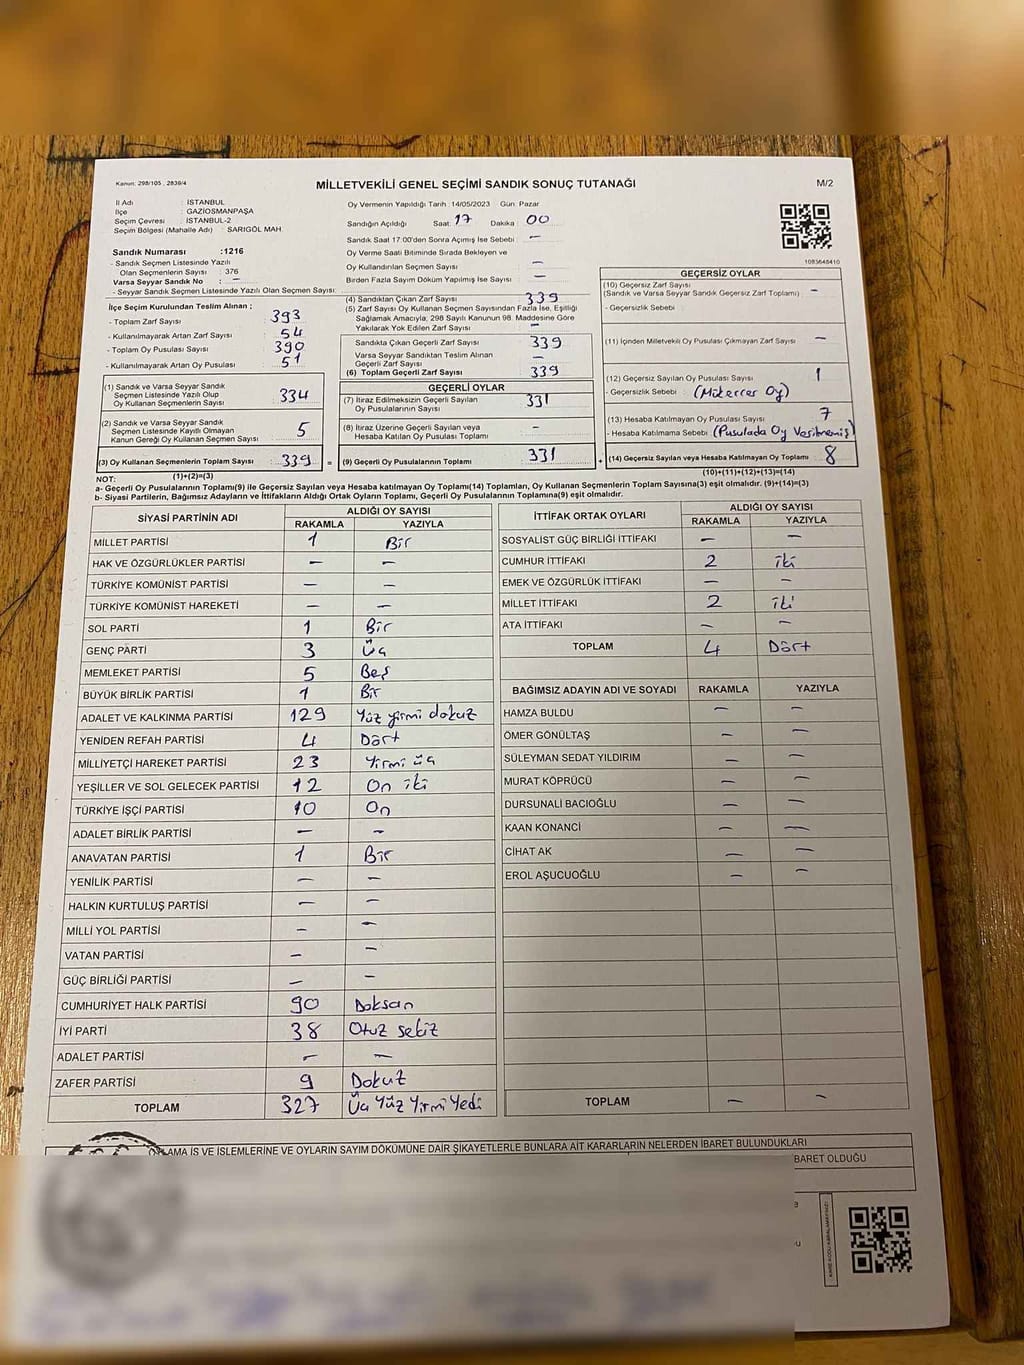 Kanun: 298/105 , 2839/4
MİLLETVEKİLİ GENEL SEÇİMİ SANDIK SONUÇ TUTANAĞI
M/2
İl Adı : İSTANBUL
İlçe : GAZİOSMANPAŞA
Seçim Çevresi : İSTANBUL-2
Seçim Bölgesi (Mahalle Adı) : SARIGÖL MAH.
Sandık Numarası :1216
- Sandık Seçmen Listesinde Yazılı
Olan Seçmenlerin Sayısı : 376
Varsa Seyyar Sandık No : -
- Seyyar Sandık Seçmen Listesinde Yazılı Olan Seçmen Sayısı:
Oy Vermenin Yapıldığı Tarih : 14/05/2023 Gün: Pazar
Sandığın Açıldığı Saat: 17 Dakika : 00
Sandık Saat 17:00'den Sonra Açımış İse Sebebi : -
Oy Verme Saati Bitiminde Sırada Bekleyen ve
Oy Kullandırılan Seçmen Sayısı -
Birden Fazla Sayım Döküm Yapılmış İse Sayısı : -
1083648410
İlçe Seçim Kurulundan Teslim Alınan ;
- Toplam Zarf Sayısı : 393
- Kullanılmayarak Artan Zarf Sayısı : 54
- Toplam Oy Pusulası Sayısı : 390
- Kullanılmayarak Artan Oy Pusulası : 51
(1) Sandık ve Varsa Seyyar Sandık
Seçmen Listesinde Yazılı Olup
Oy Kullanan Seçmenlerin Sayısı : 334
(2) Sandık ve Varsa Seyyar Sandık
Seçmen Listesinde Kayıtlı Olmayan
Kanun Gereği Oy Kullanan Seçmen Sayısı : 5
(3) Oy Kullanan Seçmenlerin Toplam Sayısı : 339
(1)+(2)=(3)
(4) Sandıktan Çıkan Zarf Sayısı 339
(5) Zarf Sayısı Oy Kullanan Seçmen Sayısından Fazla İse, Eşitliği
Sağlamak Amacıyla, 298 Sayılı Kanunun 98. Maddesine Göre
Yakılarak Yok Edilen Zarf Sayısı -
Sandıkta Çıkan Geçerli Zarf Sayısı : 339
Varsa Seyyar Sandıktan Teslim Alınan
Geçerli Zarf Sayısı : -
(6) Toplam Geçerli Zarf Sayısı : 339
GEÇERLİ OYLAR
(7) İtiraz Edilmeksizin Geçerli Sayılan
Oy Pusulalarının Sayısı : 331
(8) İtiraz Üzerine Geçerli Sayılan veya
Hesaba Katılan Oy Pusulası Toplamı : -
= (9) Geçerli Oy Pusulalarının Toplamı : 331
GEÇERSİZ OYLAR
(10) Geçersiz Zarf Sayısı
(Sandık ve Varsa Seyyar Sandık Geçersiz Zarf Toplamı) : -
- Geçersizlik Sebebi :
(11) İçinden Milletvekili Oy Pusulası Çıkmayan Zarf Sayısı : -
(12) Geçersiz Sayılan Oy Pusulası Sayısı : 1
- Geçersizlik Sebebi : (Mükerrer Oy)
(13) Hesaba Katılmayan Oy Pusulası Sayısı : 7
- Hesaba Katılmama Sebebi : (Pusulada Oy Verilmemiş)
+ (14) Geçersiz Sayılan veya Hesaba Katılmayan Oy Toplamı : 8
(10)+(11)+(12)+(13)=(14)
NOT:
a- Geçerli Oy Pusulalarının Toplamı(9) ile Geçersiz Sayılan veya Hesaba katılmayan Oy Toplamı(14) Toplamları, Oy Kullanan Seçmenlerin Toplam Sayısına(3) eşit olmalıdır. (9)+(14)=(3)
b- Siyasi Partilerin, Bağımsız Adayların ve İttifakların Aldığı Ortak Oyların Toplamı, Geçerli Oy Pusulalarının Toplamına(9) eşit olmalıdır.
SİYASİ PARTİNİN ADI ALDIĞI OY SAYISI
RAKAMLA YAZIYLA
MİLLET PARTİSİ 1 Bir
HAK VE ÖZGÜRLÜKLER PARTİSİ - -
TÜRKİYE KOMÜNİST PARTİSİ - -
TÜRKİYE KOMÜNİST HAREKETİ - -
SOL PARTİ 1 Bir
GENÇ PARTİ 3 Üç
MEMLEKET PARTİSİ 5 Beş
BÜYÜK BİRLİK PARTİSİ 1 Bir
ADALET VE KALKINMA PARTİSİ 129 Yüz yirmi dokuz
YENİDEN REFAH PARTİSİ 4 Dört
MİLLİYETÇİ HAREKET PARTİSİ 23 Yirmi üç
YEŞİLLER VE SOL GELECEK PARTİSİ 12 On iki
TÜRKİYE İŞÇİ PARTİSİ 10 On
ADALET BİRLİK PARTİSİ - -
ANAVATAN PARTİSİ 1 Bir
YENİLİK PARTİSİ - -
HALKIN KURTULUŞ PARTİSİ - -
MİLLİ YOL PARTİSİ - -
VATAN PARTİSİ - -
GÜÇ BİRLİĞİ PARTİSİ - -
CUMHURİYET HALK PARTİSİ 90 Doksan
İYİ PARTİ 38 Otuz sekiz
ADALET PARTİSİ - -
ZAFER PARTİSİ 9 Dokuz
TOPLAM 327 Üç Yüz Yirmi Yedi
İTTİFAK ORTAK OYLARI ALDIĞI OY SAYISI
RAKAMLA YAZIYLA
SOSYALİST GÜÇ BİRLİĞİ İTTİFAKI - -
CUMHUR İTTİFAKI 2 iki
EMEK VE ÖZGÜRLÜK İTTİFAKI - -
MİLLET İTTİFAKI 2 iki
ATA İTTİFAKI - -
TOPLAM 4 Dört
BAĞIMSIZ ADAYIN ADI VE SOYADI RAKAMLA YAZIYLA
HAMZA BULDU - -
ÖMER GÖNÜLTAŞ - -
SÜLEYMAN SEDAT YILDIRIM - -
MURAT KÖPRÜCÜ - -
DURSUNALİ BACIOĞLU - -
KAAN KONANCİ - -
CİHAT AK - -
EROL AŞUCUOĞLU - -
TOPLAM - -
LAMA İŞ VE İŞLEMLERİNE VE OYLARIN SAYIM DÖKÜMÜNE DAİR ŞİKAYETLERLE BUNLARA AİT KARARLARIN NELERDEN İBARET BULUNDUKLARI
BARET OLDUĞU